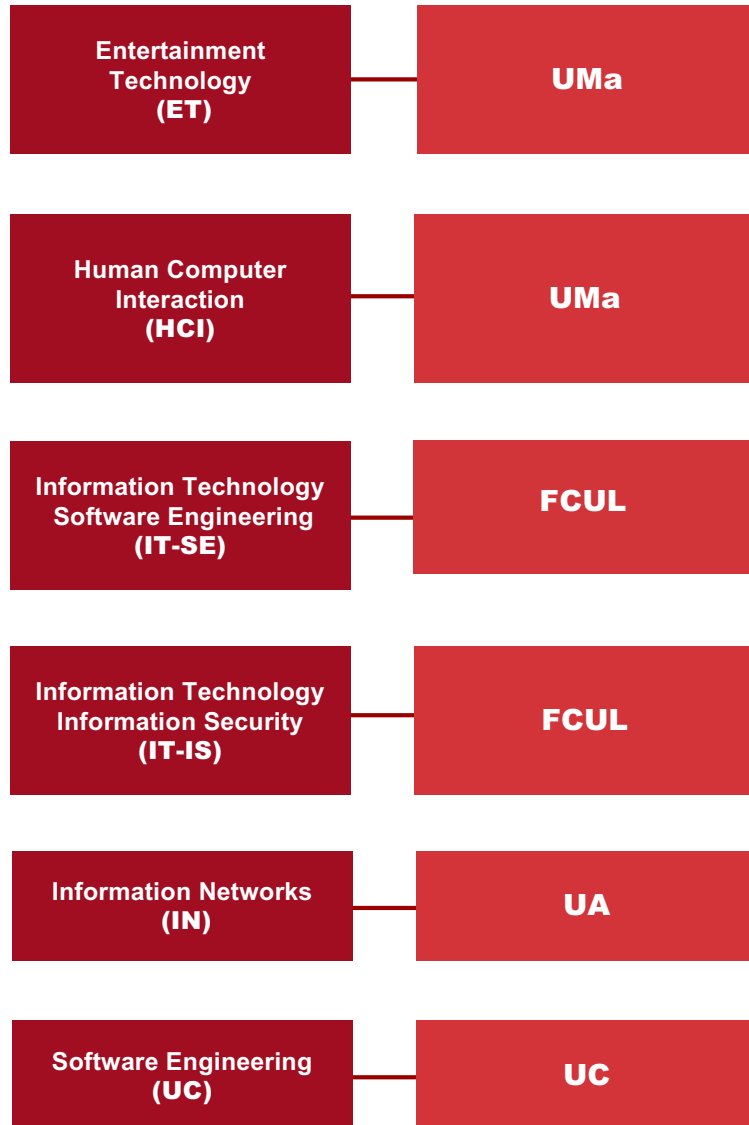 Entertainment
Technology
(ET)
UMa
Human Computer
Interaction
(HCI)
UMa
Information Technology
Software Engineering
(IT-SE)
FCUL
Information Technology
Information Security
(IT-IS)
FCUL
Information Networks
(IN)
UA
Software Engineering
(UC)
UC